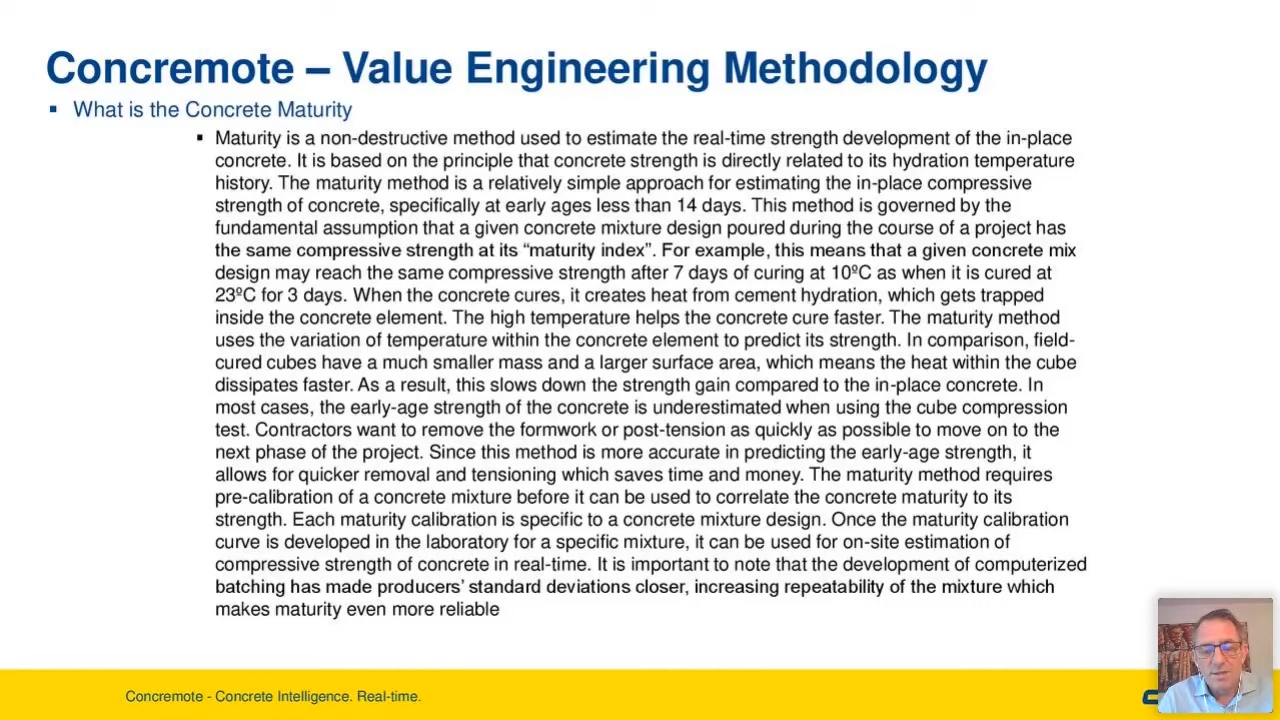 Concremote – Value Engineering Methodology
▪ What is the Concrete Maturity
▪ Maturity is a non-destructive method used to estimate the real-time strength development of the in-place
concrete. It is based on the principle that concrete strength is directly related to its hydration temperature
history. The maturity method is a relatively simple approach for estimating the in-place compressive
strength of concrete, specifically at early ages less than 14 days. This method is governed by the
fundamental assumption that a given concrete mixture design poured during the course of a project has
the same compressive strength at its “maturity index”. For example, this means that a given concrete mix
design may reach the same compressive strength after 7 days of curing at 10ºC as when it is cured at
23ºC for 3 days. When the concrete cures, it creates heat from cement hydration, which gets trapped
inside the concrete element. The high temperature helps the concrete cure faster. The maturity method
uses the variation of temperature within the concrete element to predict its strength. In comparison, field-
cured cubes have a much smaller mass and a larger surface area, which means the heat within the cube
dissipates faster. As a result, this slows down the strength gain compared to the in-place concrete. In
most cases, the early-age strength of the concrete is underestimated when using the cube compression
test. Contractors want to remove the formwork or post-tension as quickly as possible to move on to the
next phase of the project. Since this method is more accurate in predicting the early-age strength, it
allows for quicker removal and tensioning which saves time and money. The maturity method requires
pre-calibration of a concrete mixture before it can be used to correlate the concrete maturity to its
strength. Each maturity calibration is specific to a concrete mixture design. Once the maturity calibration
curve is developed in the laboratory for a specific mixture, it can be used for on-site estimation of
compressive strength of concrete in real-time. It is important to note that the development of computerized
batching has made producers’ standard deviations closer, increasing repeatability of the mixture which
makes maturity even more reliable
Concremote - Concrete Intelligence. Real-time.